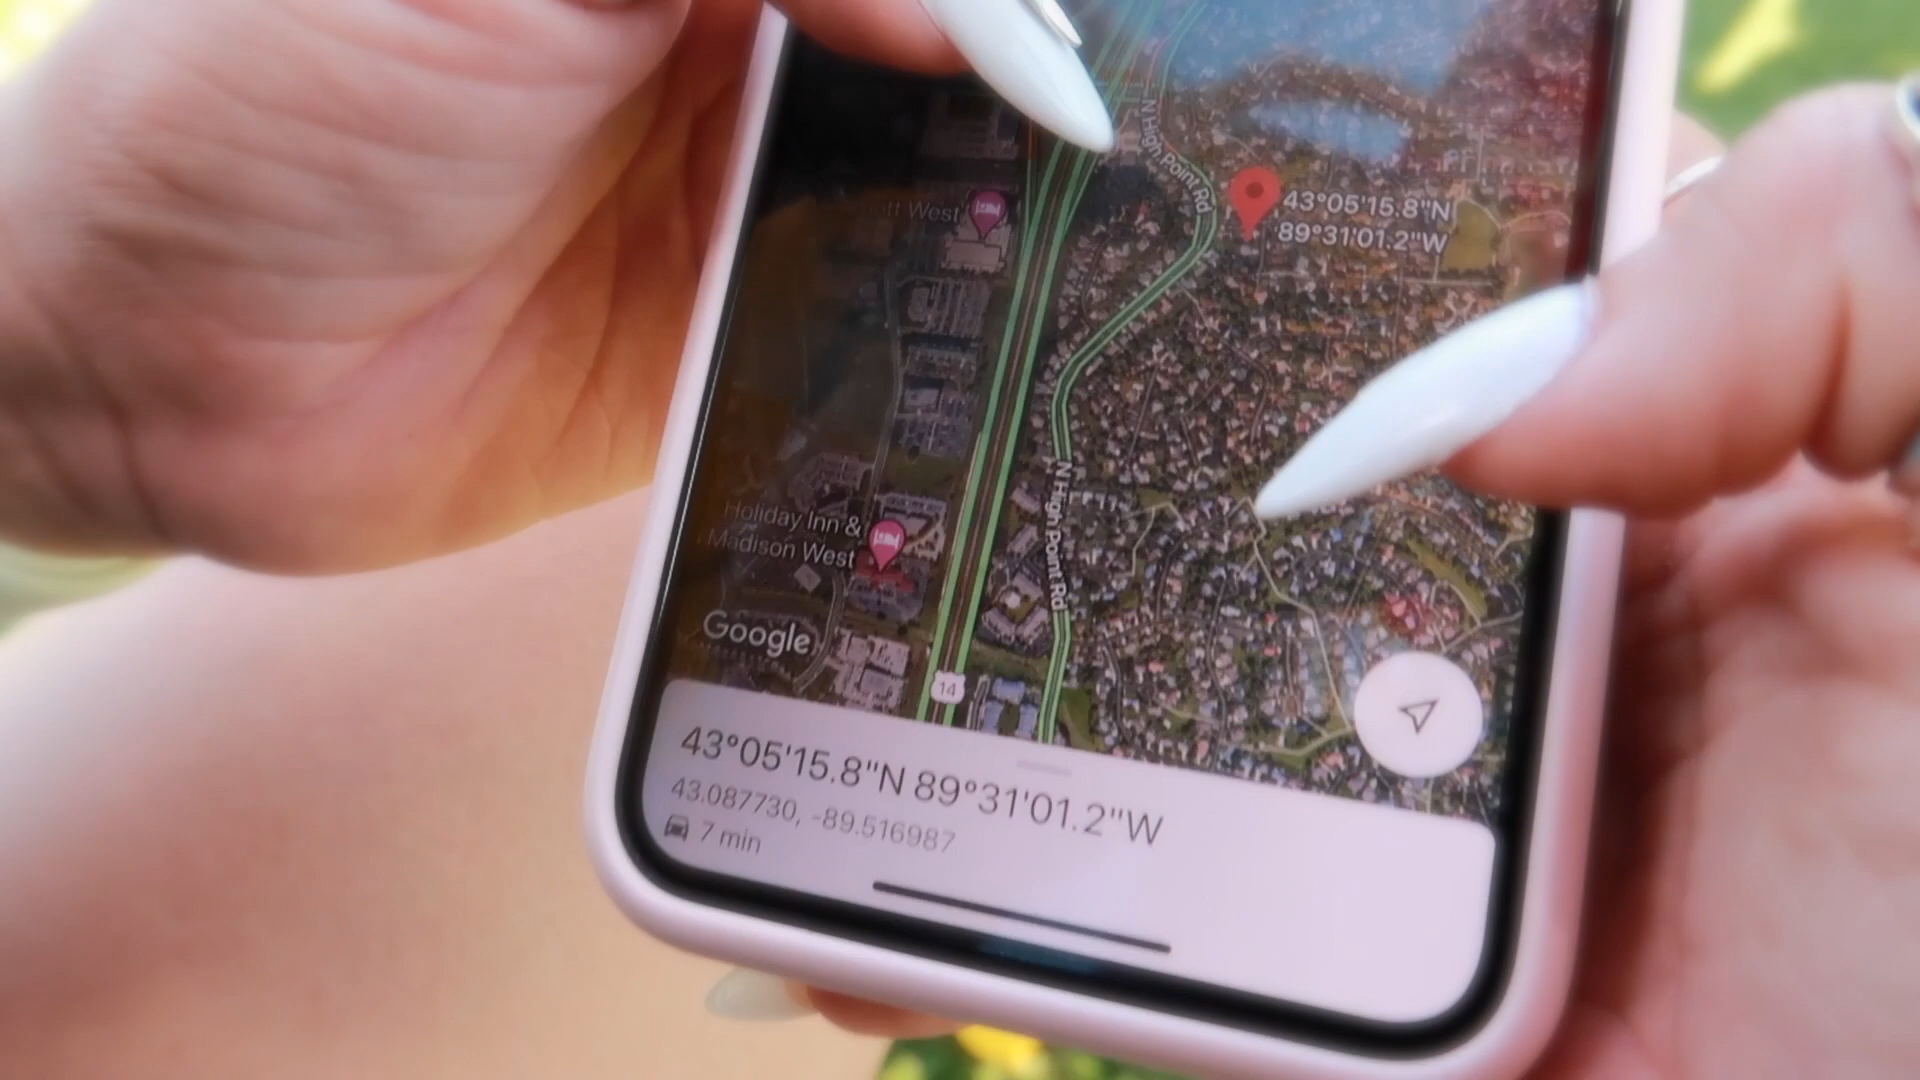 N High Point Rd
tt West
43°05'15.8"N
89°31'01.2"W
N High Point Rd
Holiday Inn &
Madison West
Google
14
43°05'15.8"N 89°31'01.2"W
43.087730, -89.516987
7 min